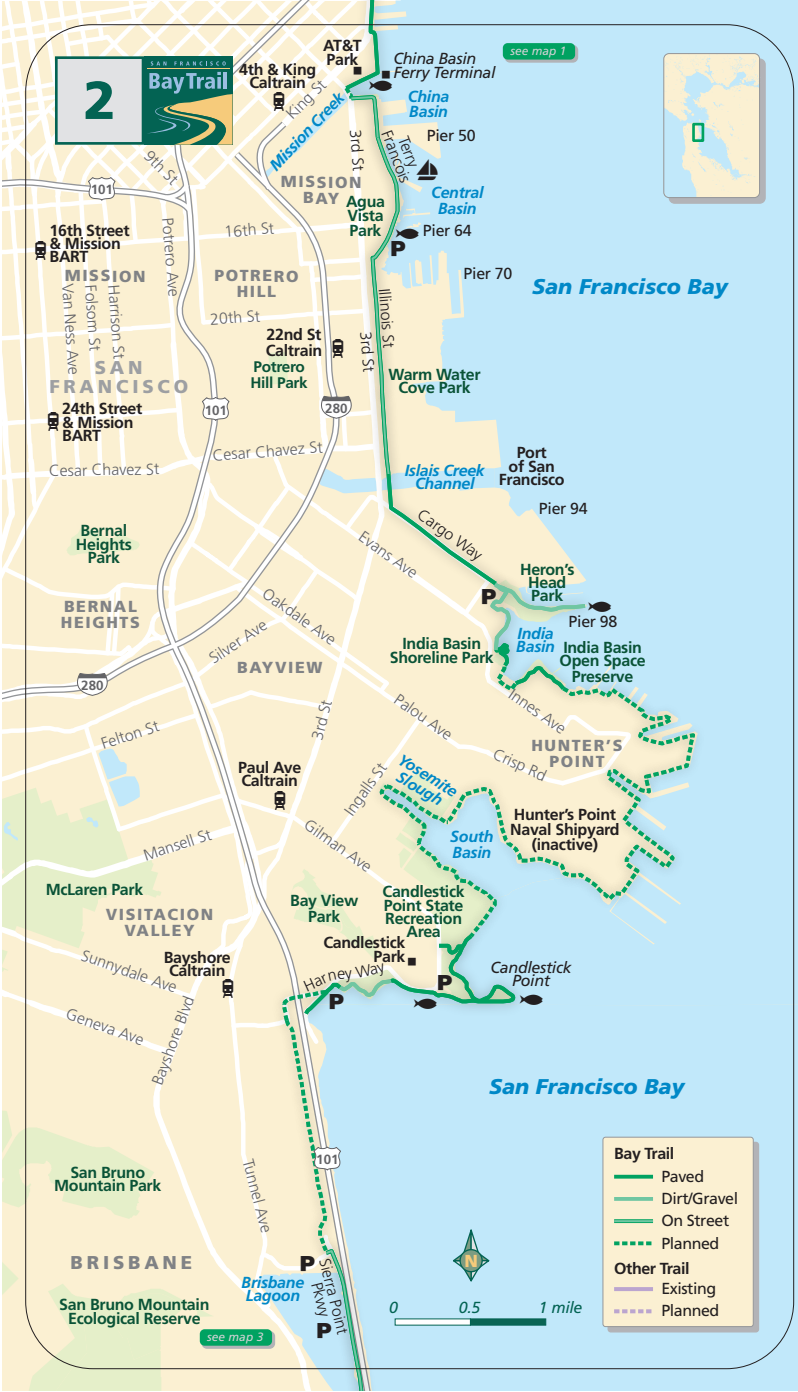 2
SAN FRANCISCO
Bay Trail
AT&T
Park
China Basin
Ferry Terminal
see map 1
4th & King
Caltrain
King St
China
Basin
Mission Creek
3rd St
Terry
Francois
Pier 50
9th St
101
MISSION
BAY
Central
Basin
Agua
Vista
Park
16th Street
& Mission
BART
Potrero Ave
16th St
Pier 64
P
MISSION
POTRERO
HILL
Pier 70
San Francisco Bay
Van Ness Ave
Folsom St
Harrison St
20th St
Illinois St
3rd St
22nd St
Caltrain
SAN
FRANCISCO
Potrero
Hill Park
Warm Water
Cove Park
24th Street
& Mission
BART
101
280
Cesar Chavez St
Cesar Chavez St
Port
of San
Francisco
Islais Creek
Channel
Pier 94
Cargo Way
Bernal
Heights
Park
Evans Ave
Heron's
Head
Park
P
Pier 98
BERNAL
HEIGHTS
Oakdale Ave
Silver Ave
India
Basin
India Basin
Shoreline Park
India Basin
Open Space
Preserve
BAYVIEW
280
Innes Ave
3rd St
Palou Ave
Felton St
HUNTER'S
POINT
Crisp Rd
Paul Ave
Caltrain
Ingalls St
Yosemite
Slough
Hunter's Point
Naval Shipyard
(inactive)
Gilman Ave
South
Basin
Mansell St
McLaren Park
Bay View
Park
Candlestick
Point State
Recreation
Area
VISITACION
VALLEY
Candlestick
Park
Bayshore
Caltrain
Sunnydale Ave
Harney Way
Candlestick
Point
P
P
Geneva Ave
Bayshore Blvd
San Francisco Bay
101
San Bruno
Mountain Park
Tunnel Ave
BRISBANE
P
Sierra Point
Pkwy
Brisbane
Lagoon
San Bruno Mountain
Ecological Reserve
P
see map 3
N
0 0.5 1 mile
Bay Trail
Paved
Dirt/Gravel
On Street
Planned
Other Trail
Existing
Planned